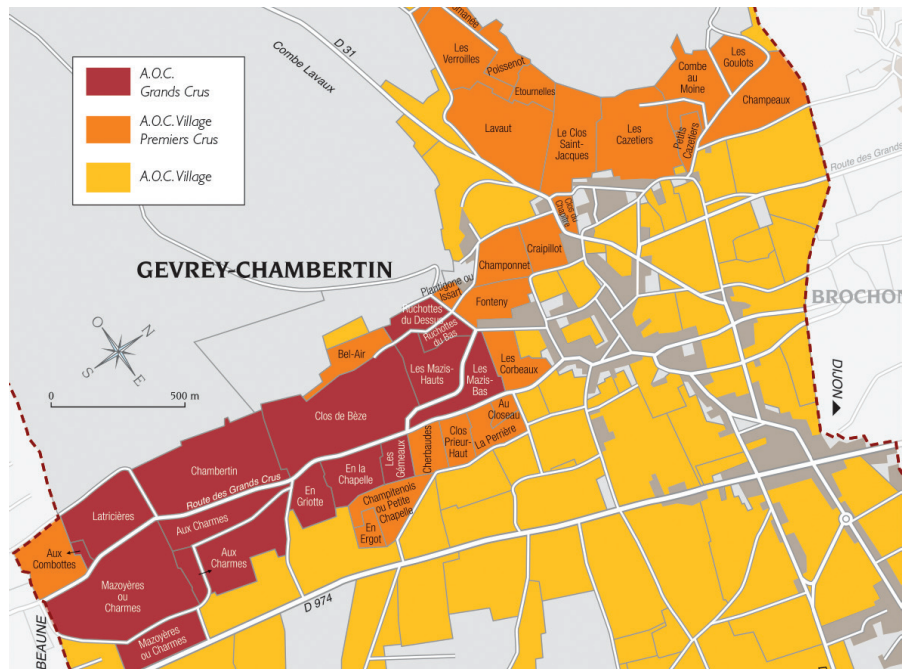 A.O.C.
Grands Crus
A.O.C. Village
Premiers Crus
A.O.C. Village
D 31
Combe Lavaux
Les
Verroilles
Poissenot
Etournelles
Lavaut
Le Clos
Saint-
Jacques
Les
Cazetiers
Petits
Cazetiers
Combe
au
Moine
Les
Goulots
Champeaux
Route des Grands
Clos du
Chapitre
GEVREY-CHAMBERTIN
Craipillot
Champonnet
Plantigone ou
Issart
Fonteny
BROCHON
Ruchottes
du Dessus
Ruchottes
du Bas
O
N
S
E
0
500 m
Bel-Air
Les Mazis-
Hauts
Les
Mazis-
Bas
Les
Corbeaux
DIJON
Clos de Bèze
Au
Closeau
Clos
Prieur-
Haut
La Perrière
Cherbaudes
Les
Gémeaux
En la
Chapelle
En
Griotte
Champitenois
ou Petite
Chapelle
En
Ergot
Chambertin
Route des Grands Crus
Latricières
Aux Charmes
Aux
Charmes
Aux
Combottes
Mazoyères
ou
Charmes
Mazoyères
ou Charmes
D 974
BEAUNE